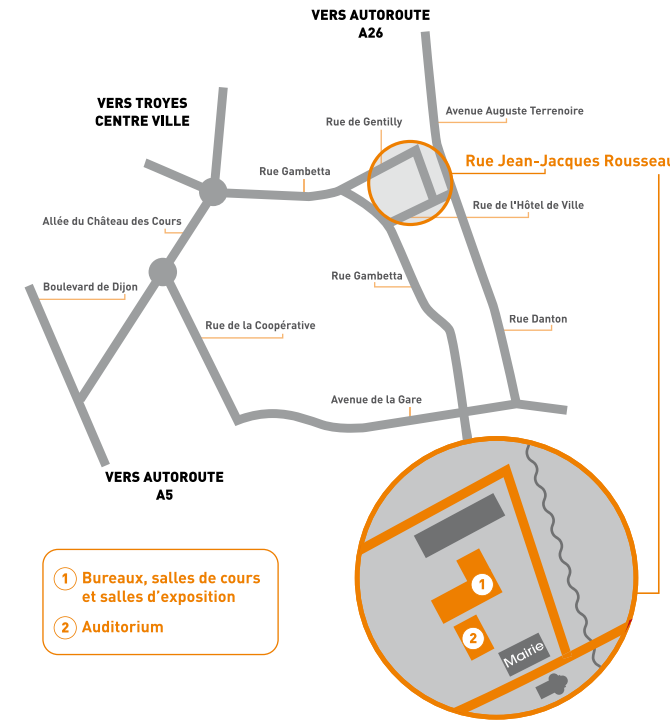 VERS AUTOROUTE
A26
VERS TROYES
CENTRE VILLE
Avenue Auguste Terrenoire
Rue de Gentilly
Rue Jean-Jacques Rousseau
Rue Gambetta
Rue de l'Hôtel de Ville
Allée du Château des Cours
Rue Gambetta
Boulevard de Dijon
Rue de la Coopérative
Rue Danton
Avenue de la Gare
VERS AUTOROUTE
A5
1 Bureaux, salles de cours
et salles d'exposition
2 Auditorium
1
2
Mairie